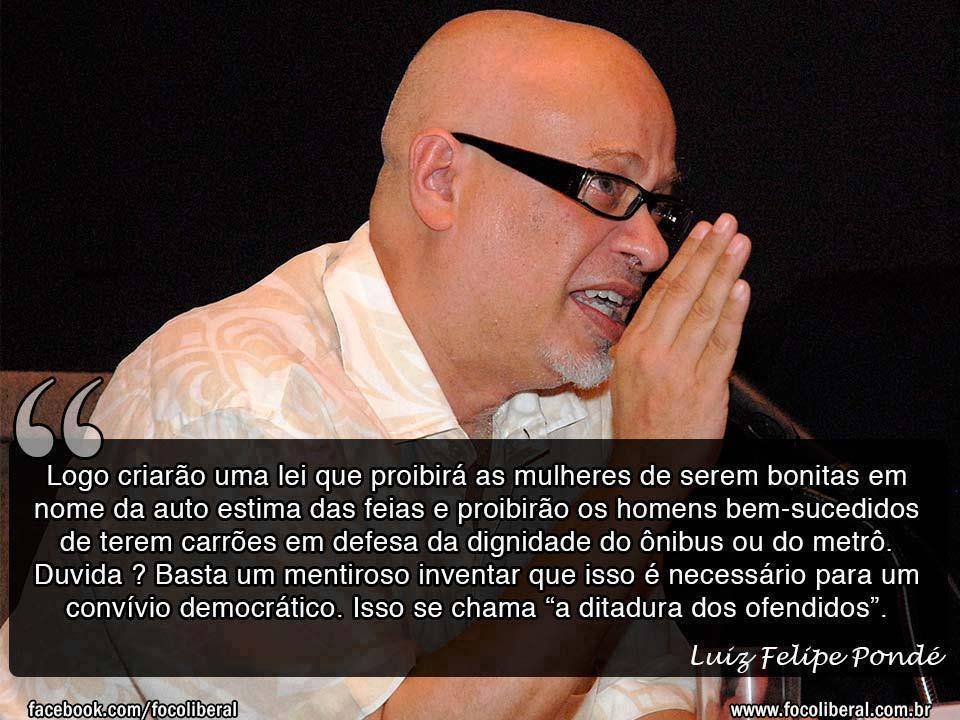 “
Logo criarão uma lei que proibirá as mulheres de serem bonitas em
nome da auto estima das feias e proibirão os homens bem-sucedidos
de terem carrões em defesa da dignidade do ônibus ou do metrô.
Duvida ? Basta um mentiroso inventar que isso é necessário para um
convívio democrático. Isso se chama “a ditadura dos ofendidos”.
Luiz Felipe Pondé
facebook.com/focoliberal
www.focoliberal.com.br